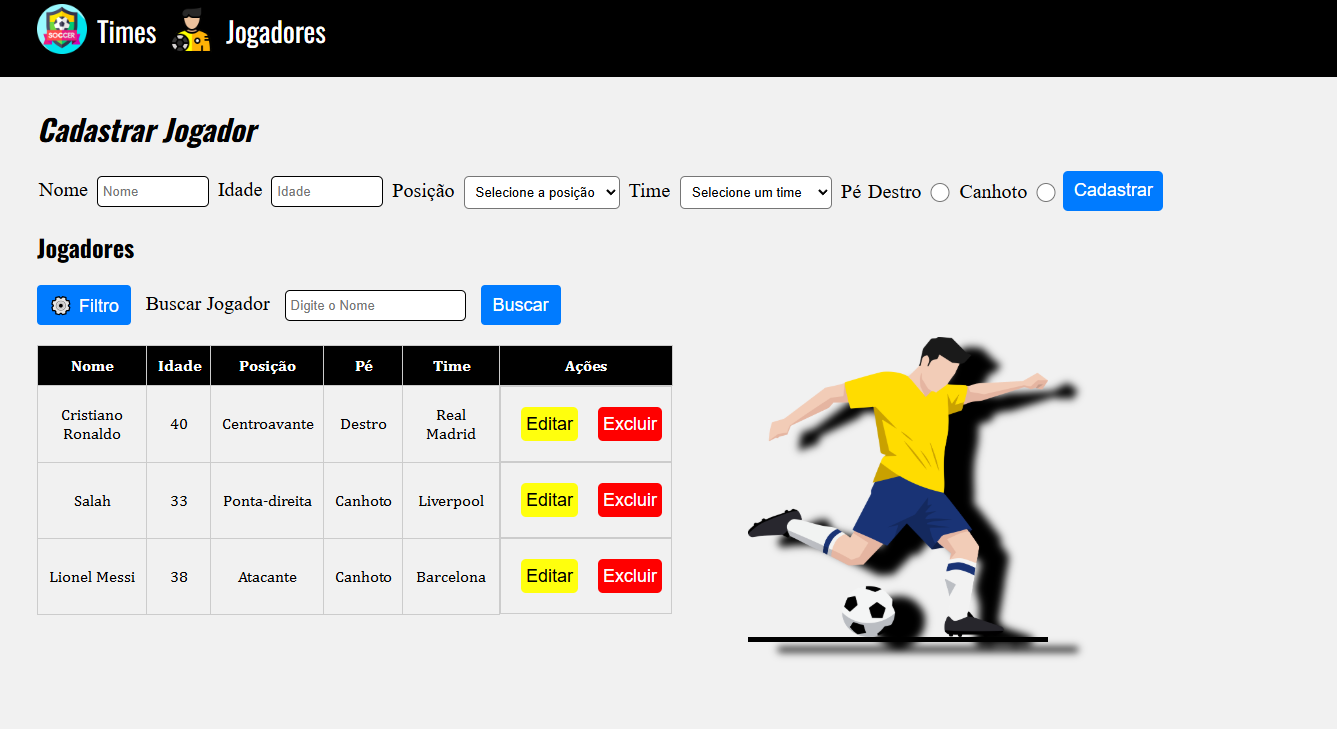 SOCCER Times Jogadores
Cadastrar Jogador
Nome Nome Idade Idade Posição Selecione a posição Time Selecione um time Pé Destro Canhoto Cadastrar
Jogadores
Filtro Buscar Jogador Digite o Nome Buscar
Nome Idade Posição Pé Time Ações
Cristiano Ronaldo 40 Centroavante Destro Real Madrid Editar Excluir
Salah 33 Ponta-direita Canhoto Liverpool Editar Excluir
Lionel Messi 38 Atacante Canhoto Barcelona Editar Excluir